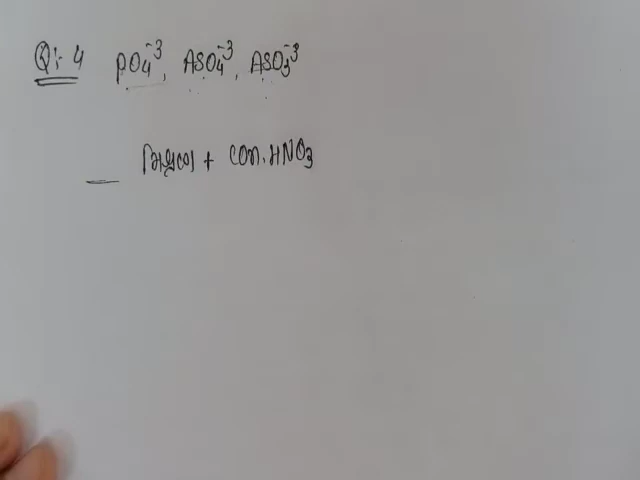 Q:- 4 PO₄⁻³, ASO₄⁻³, ASO₃⁻³
+ Con. HNO₃